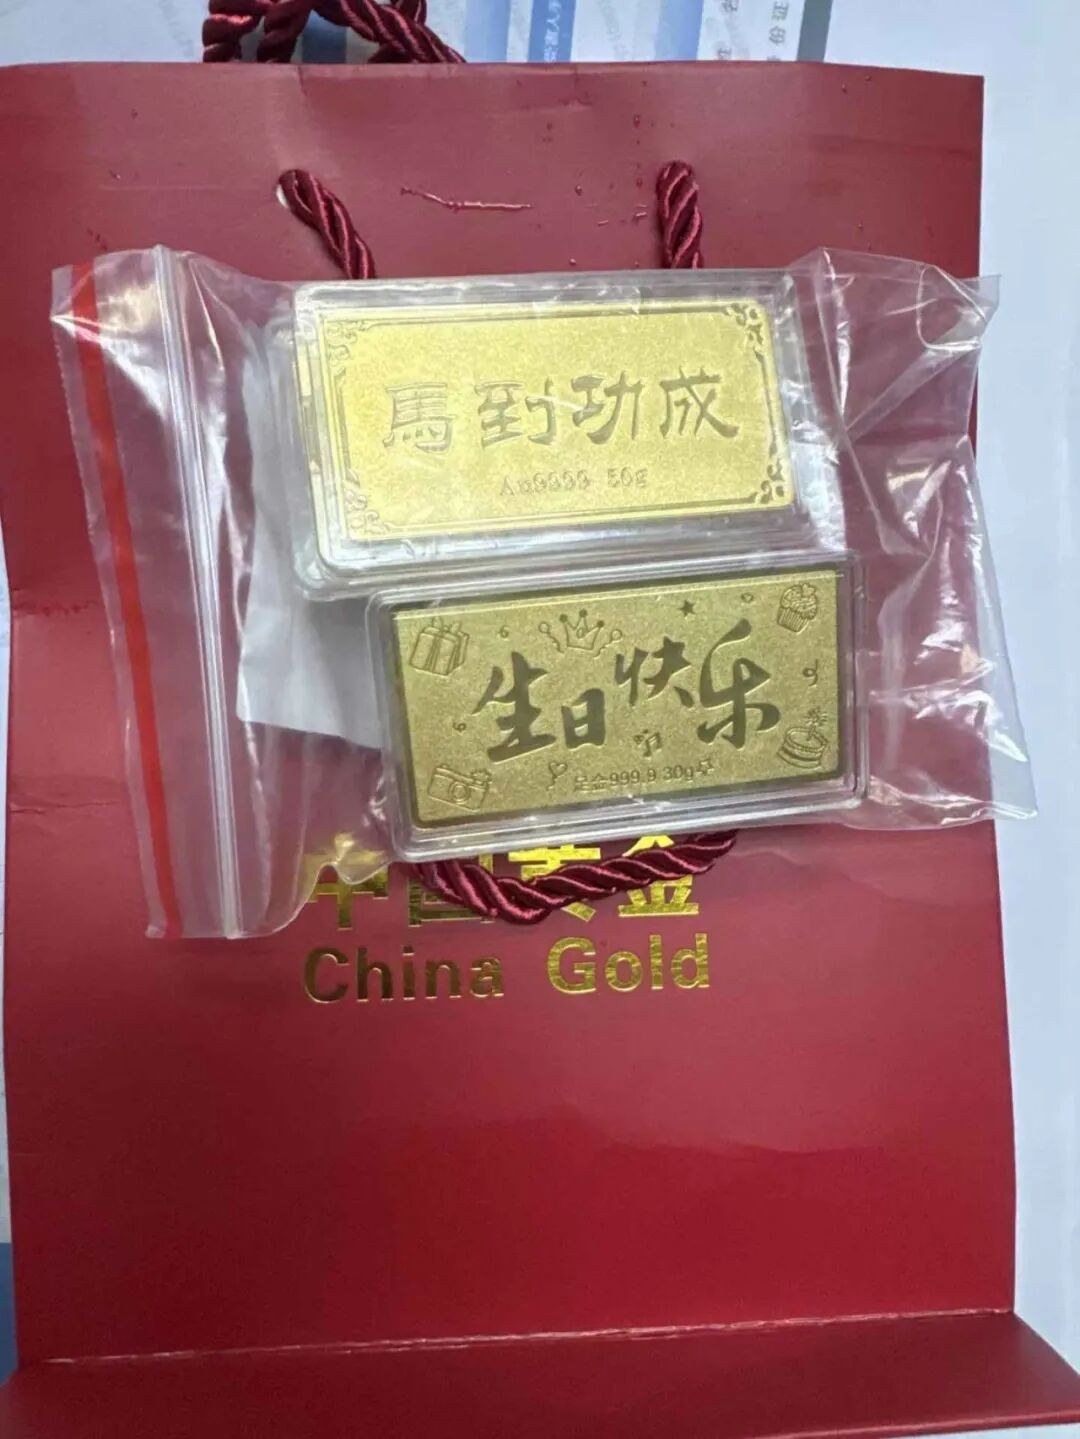 馬到功成
Au9999 50g
生日快乐
足金999.9 30g
中国黄金
China Gold